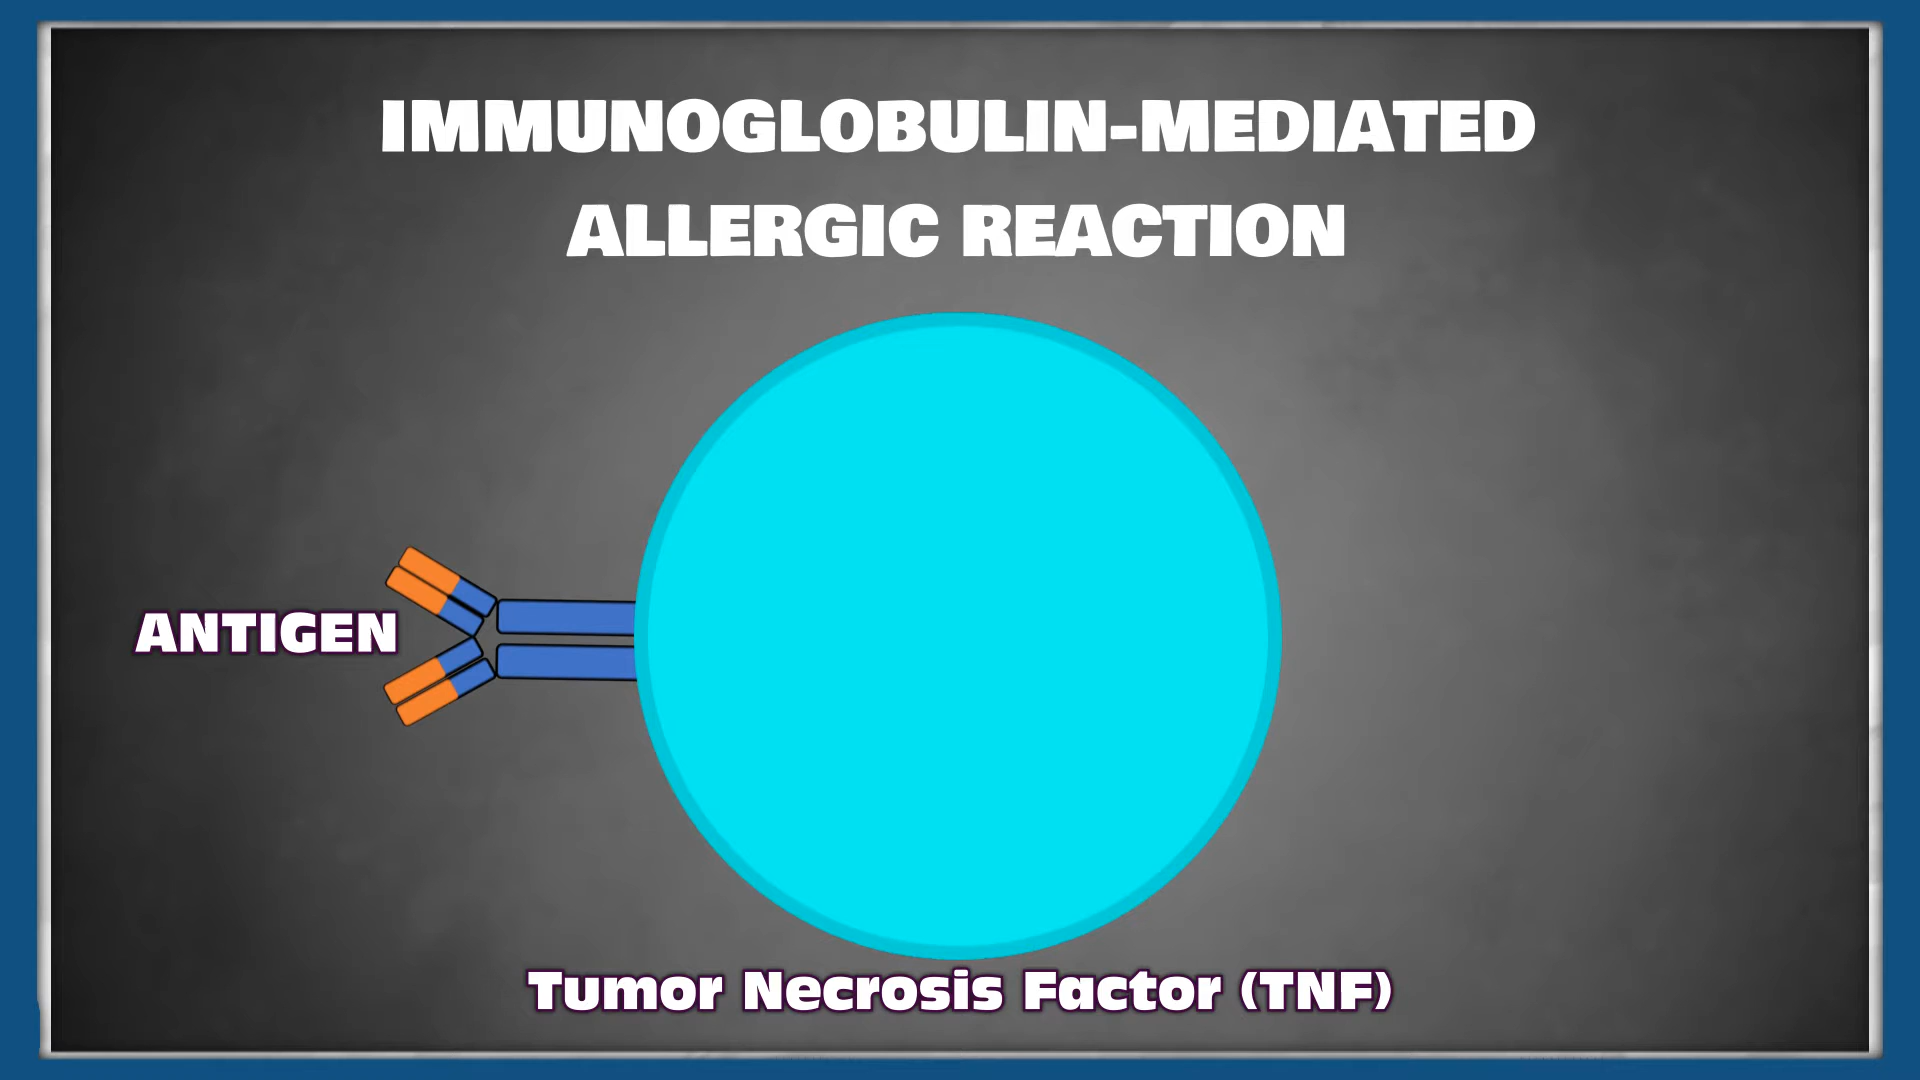 IMMUNOGLOBULIN-MEDIATED
ALLERGIC REACTION
ANTIGEN
Tumor Necrosis Factor (TNF)